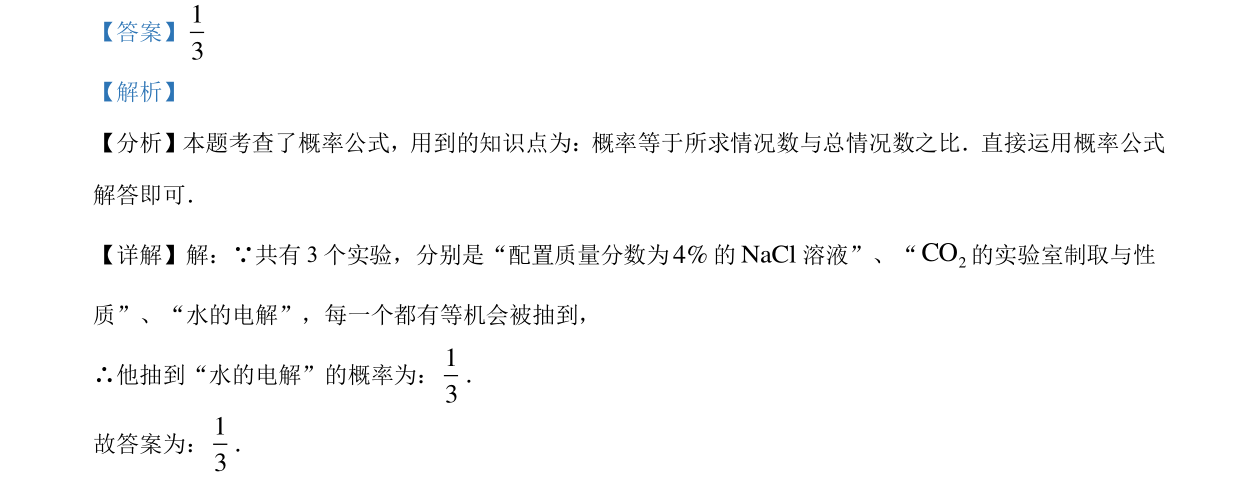 【答案】1/3
【解析】
【分析】本题考查了概率公式，用到的知识点为：概率等于所求情况数与总情况数之比．直接运用概率公式
解答即可．
【详解】解：∵共有 3 个实验，分别是“配置质量分数为4%的 NaCl 溶液”、“CO₂的实验室制取与性
质”、“水的电解”，每一个都有等机会被抽到，
∴他抽到“水的电解”的概率为：1/3．
故答案为：1/3．